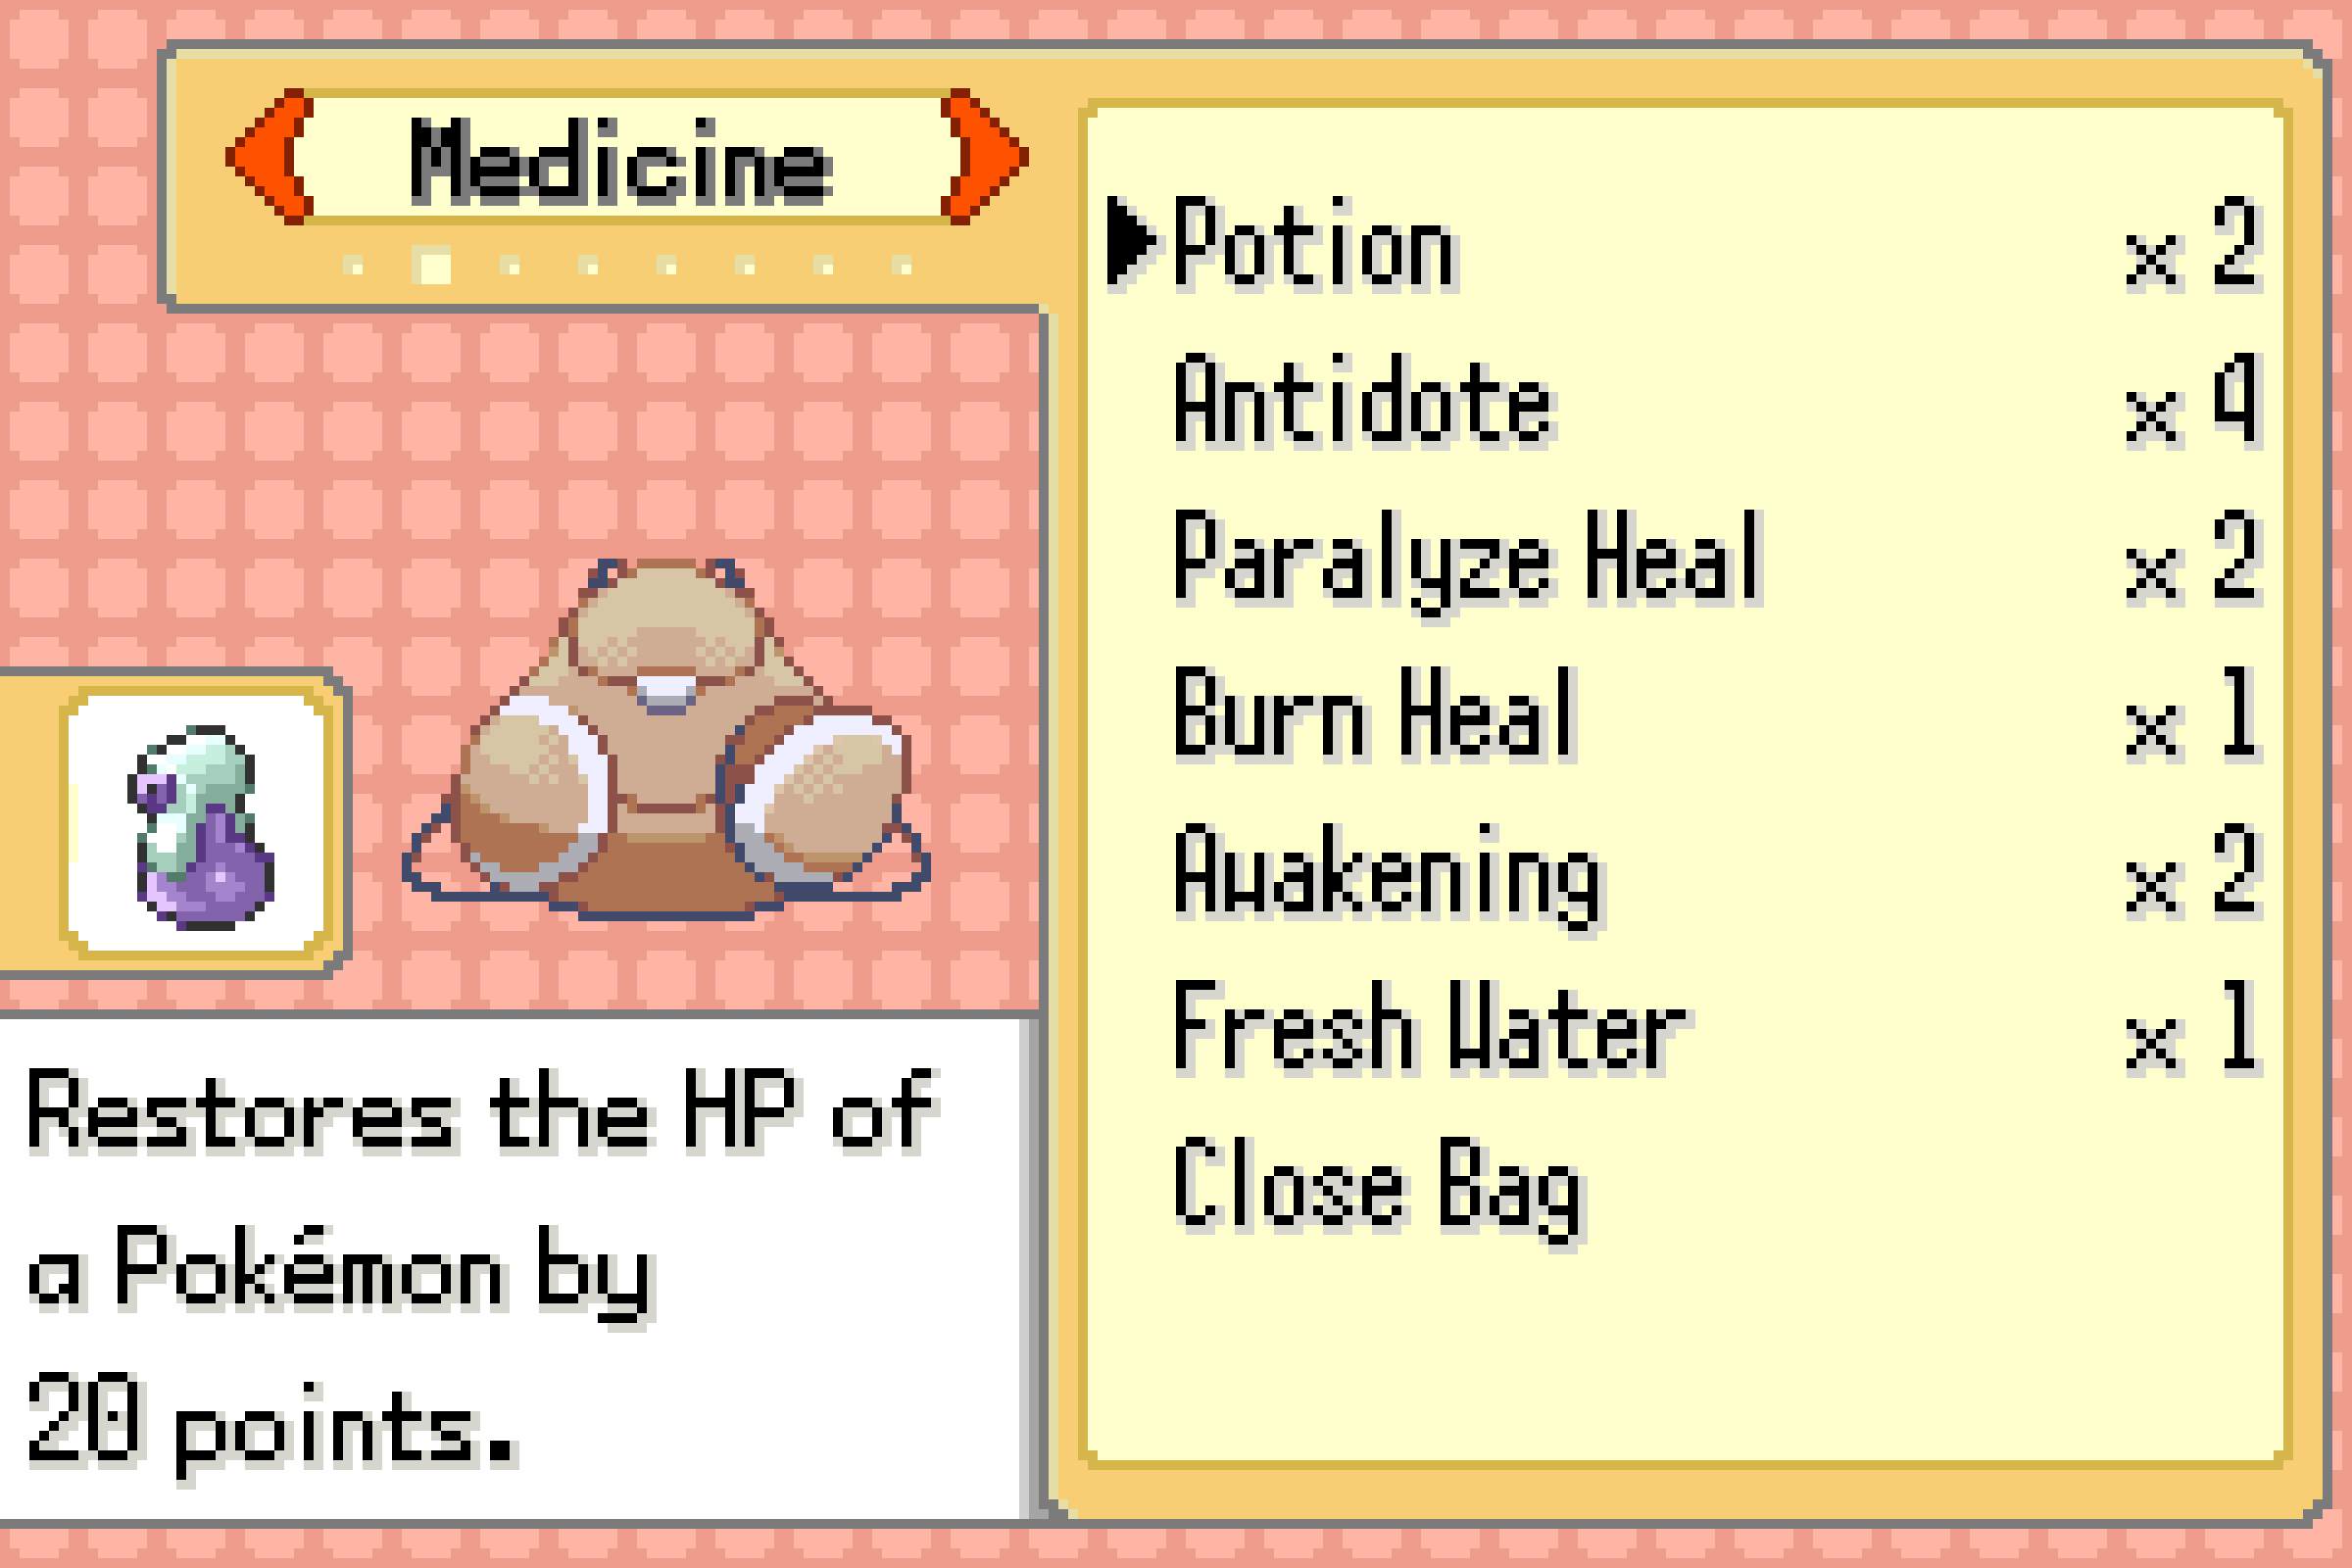 Medicine
Potion x 2
Antidote x 4
Paralyze Heal x 2
Burn Heal x 1
Awakening x 2
Fresh Water x 1
Close Bag
Restores the HP of
a Pokémon by
20 points.